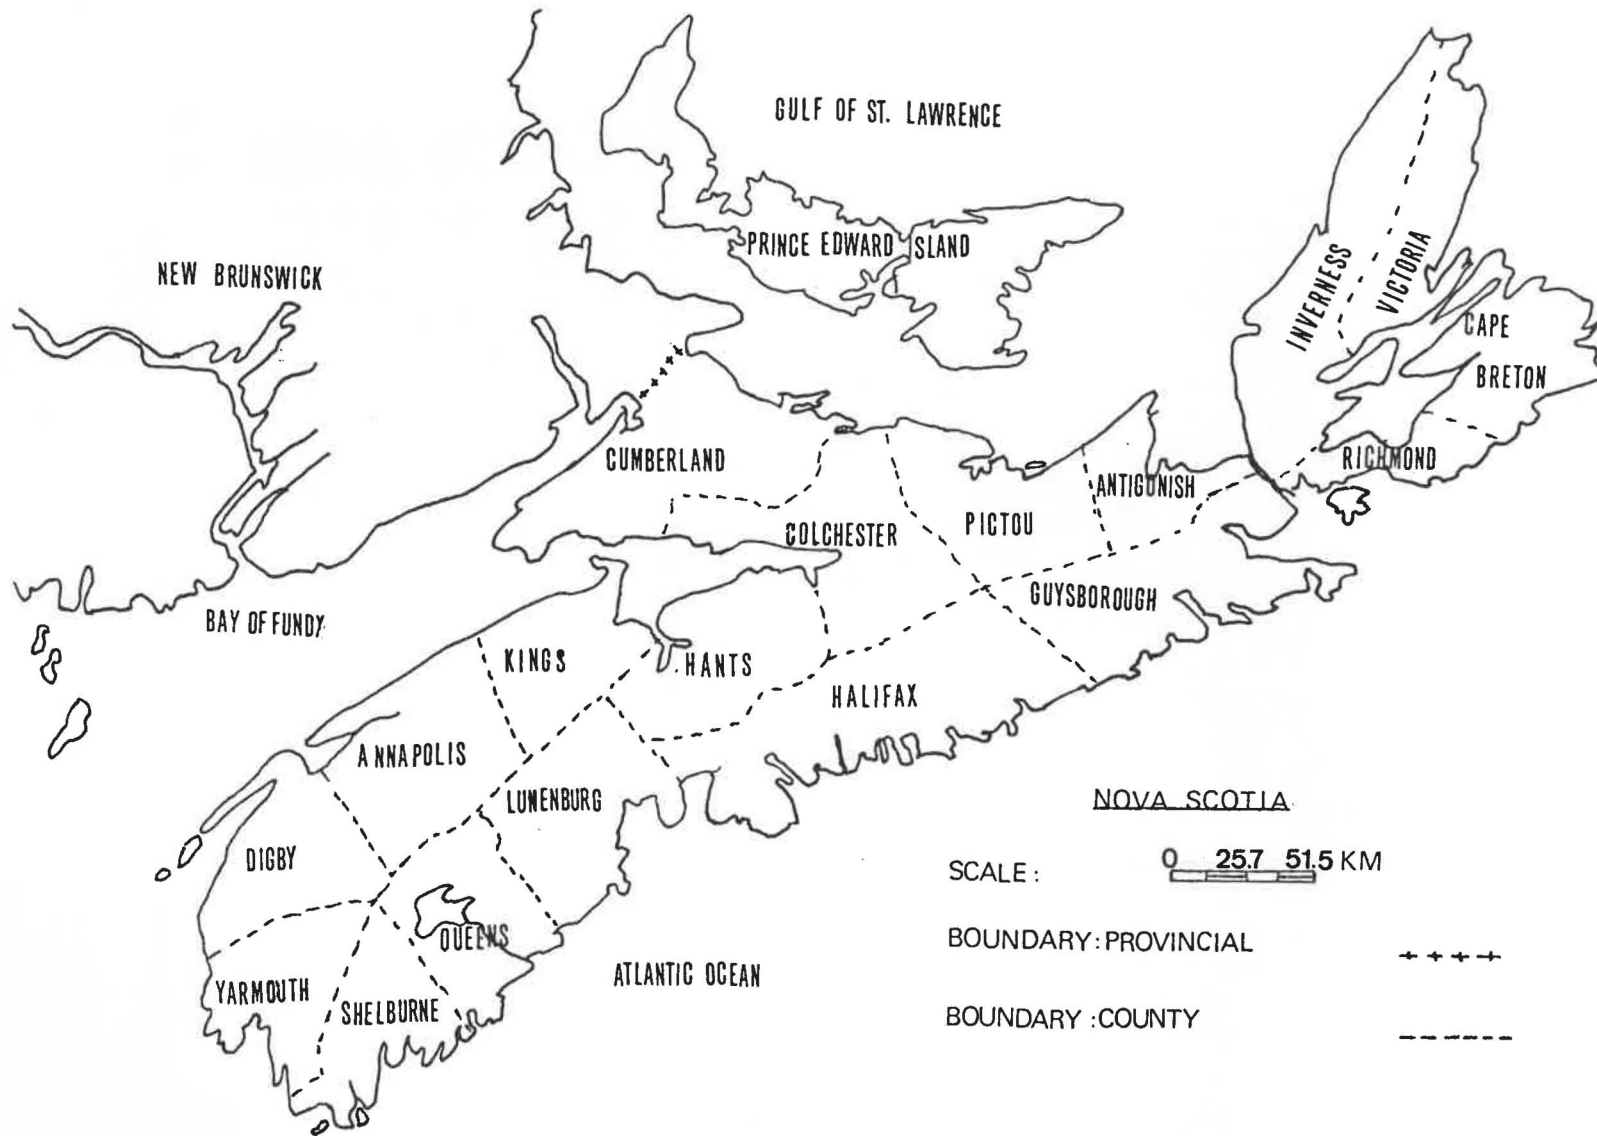 GULF OF ST. LAWRENCE
PRINCE EDWARD ISLAND
NEW BRUNSWICK
INVERNESS
VICTORIA
CAPE
BRETON
RICHMOND
CUMBERLAND
ANTIGONISH
PICTOU
COLCHESTER
GUYSBOROUGH
BAY OF FUNDY
KINGS
HANTS
HALIFAX
ANNAPOLIS
LUNENBURG
DIGBY
QUEENS
YARMOUTH
SHELBURNE
ATLANTIC OCEAN
NOVA SCOTIA
SCALE: 0 25.7 51.5 KM
BOUNDARY: PROVINCIAL
BOUNDARY: COUNTY